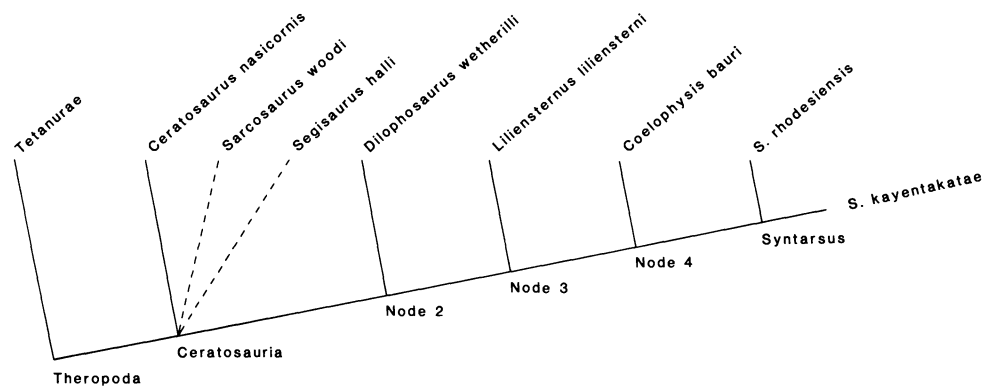 Tetanurae
Ceratosaurus nasicornis
Sarcosaurus woodi
Segisaurus halli
Dilophosaurus wetherilli
Liliensternus liliensterni
Coelophysis bauri
S. rhodesiensis
S. kayentakatae
Syntarsus
Node 4
Node 3
Node 2
Ceratosauria
Theropoda